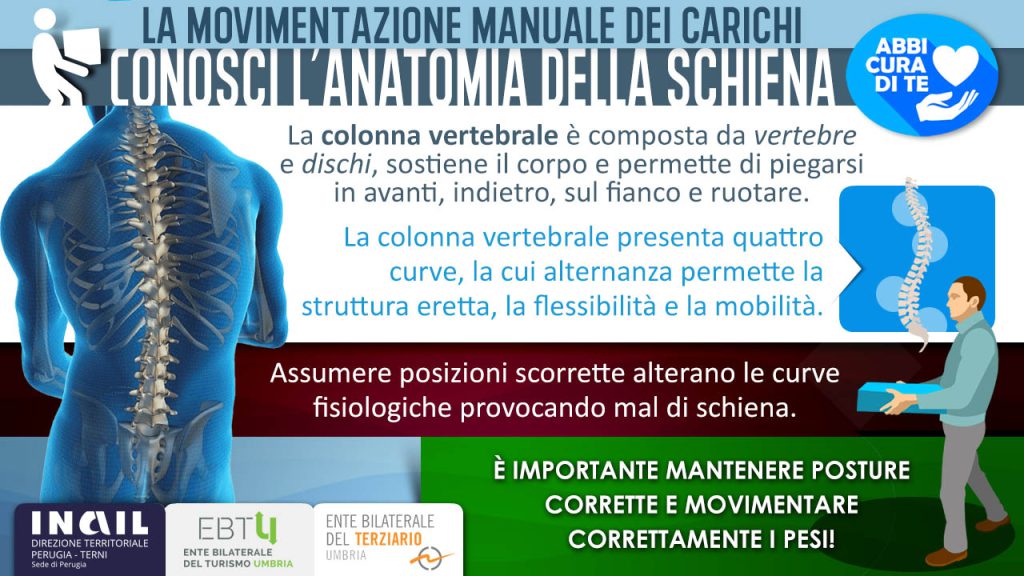 LA MOVIMENTAZIONE MANUALE DEI CARICHI
CONOSCI L'ANATOMIA DELLA SCHIENA
ABBI
CURA
DI TE
La colonna vertebrale è composta da vertebre
e dischi, sostiene il corpo e permette di piegarsi
in avanti, indietro, sul fianco e ruotare.
La colonna vertebrale presenta quattro
curve, la cui alternanza permette la
struttura eretta, la flessibilità e la mobilità.
Assumere posizioni scorrette alterano le curve
fisiologiche provocando mal di schiena.
È IMPORTANTE MANTENERE POSTURE
CORRETTE E MOVIMENTARE
CORRETTAMENTE I PESI!
INAIL
DIREZIONE TERRITORIALE
PERUGIA - TERNI
Sede di Perugia
EBTU
ENTE BILATERALE
DEL TURISMO UMBRIA
ENTE BILATERALE
DEL TERZIARIO
UMBRIA